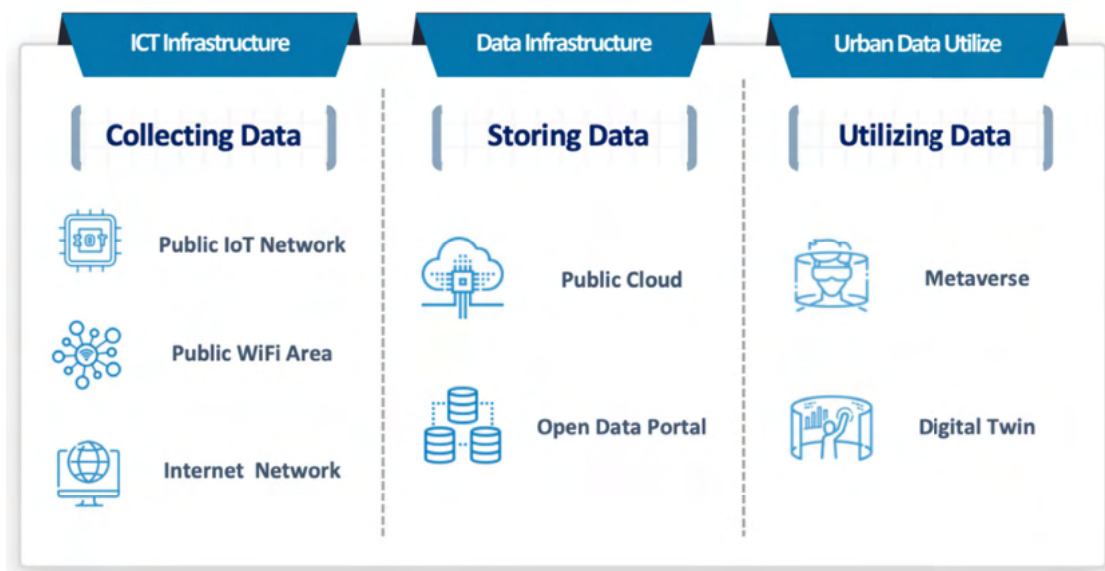 ICT Infrastructure
Data Infrastructure
Urban Data Utilize
Collecting Data
Storing Data
Utilizing Data
IOT
Public IoT Network
Public WiFi Area
Internet Network
Public Cloud
Open Data Portal
Metaverse
Digital Twin